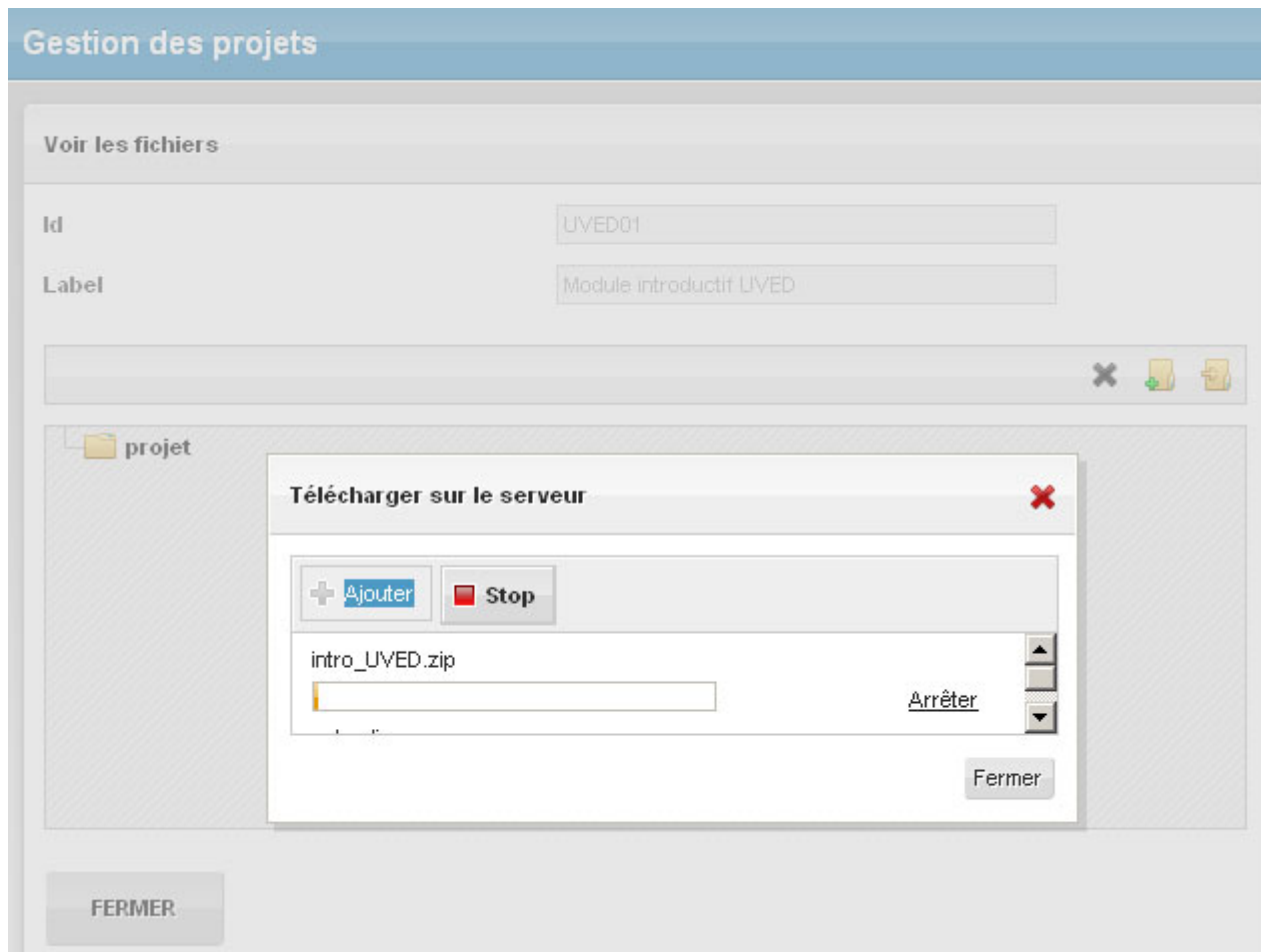 Gestion des projets
Voir les fichiers
Id UVED01
Label Module introductif UVED
projet
Télécharger sur le serveur
Ajouter Stop
intro_UVED.zip
Arrêter
Fermer
FERMER